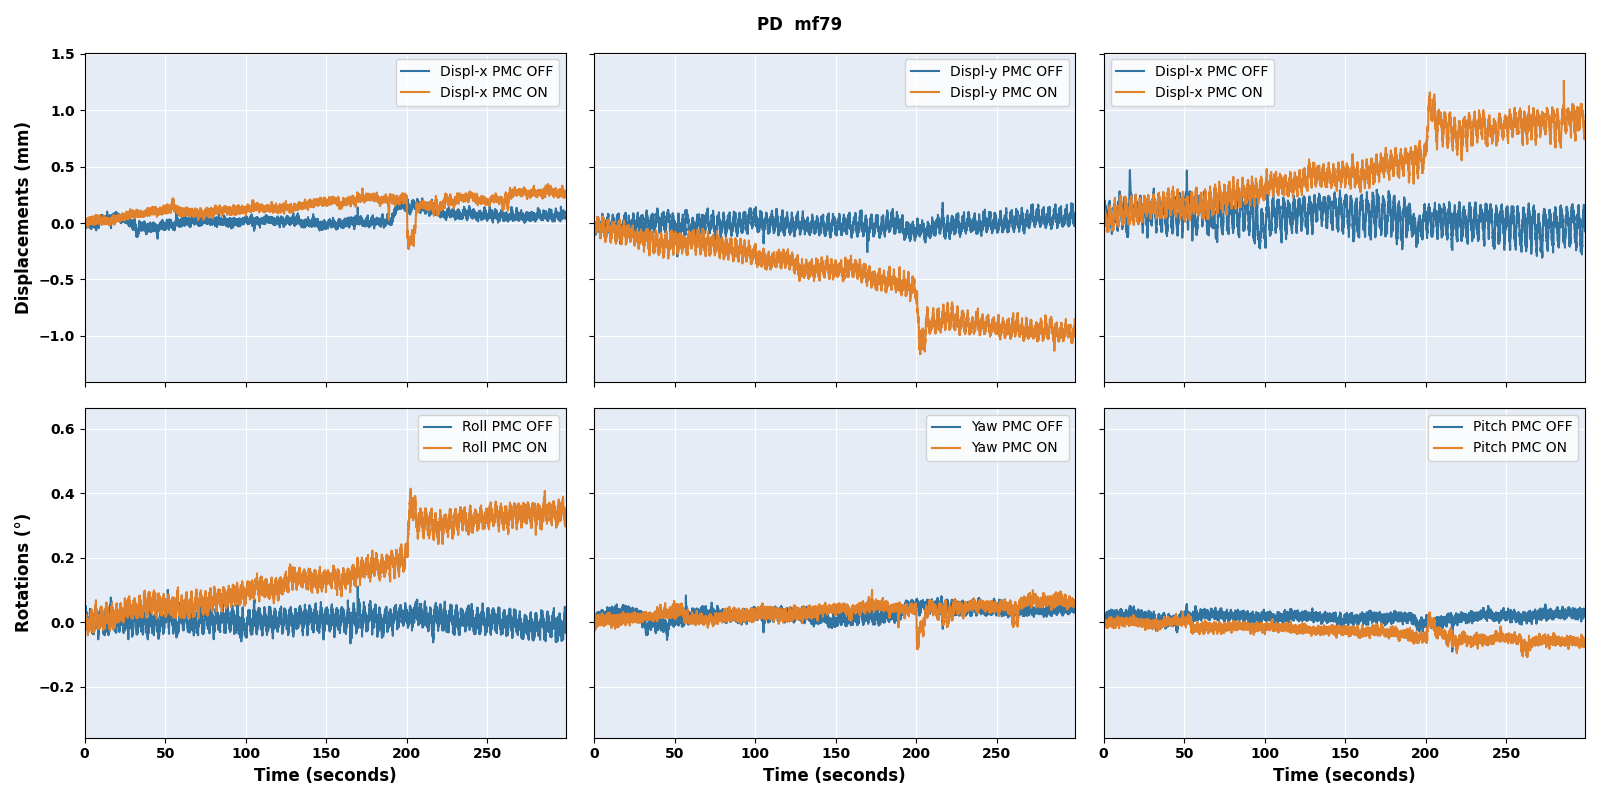 PD mf79
Displ-x PMC OFF
Displ-x PMC ON
Displ-y PMC OFF
Displ-y PMC ON
Displ-x PMC OFF
Displ-x PMC ON
Displacements (mm)
1.5
1.0
0.5
0.0
−0.5
−1.0
Roll PMC OFF
Roll PMC ON
Yaw PMC OFF
Yaw PMC ON
Pitch PMC OFF
Pitch PMC ON
Rotations (°)
0.6
0.4
0.2
0.0
−0.2
0 50 100 150 200 250
0 50 100 150 200 250
0 50 100 150 200 250
Time (seconds)
Time (seconds)
Time (seconds)